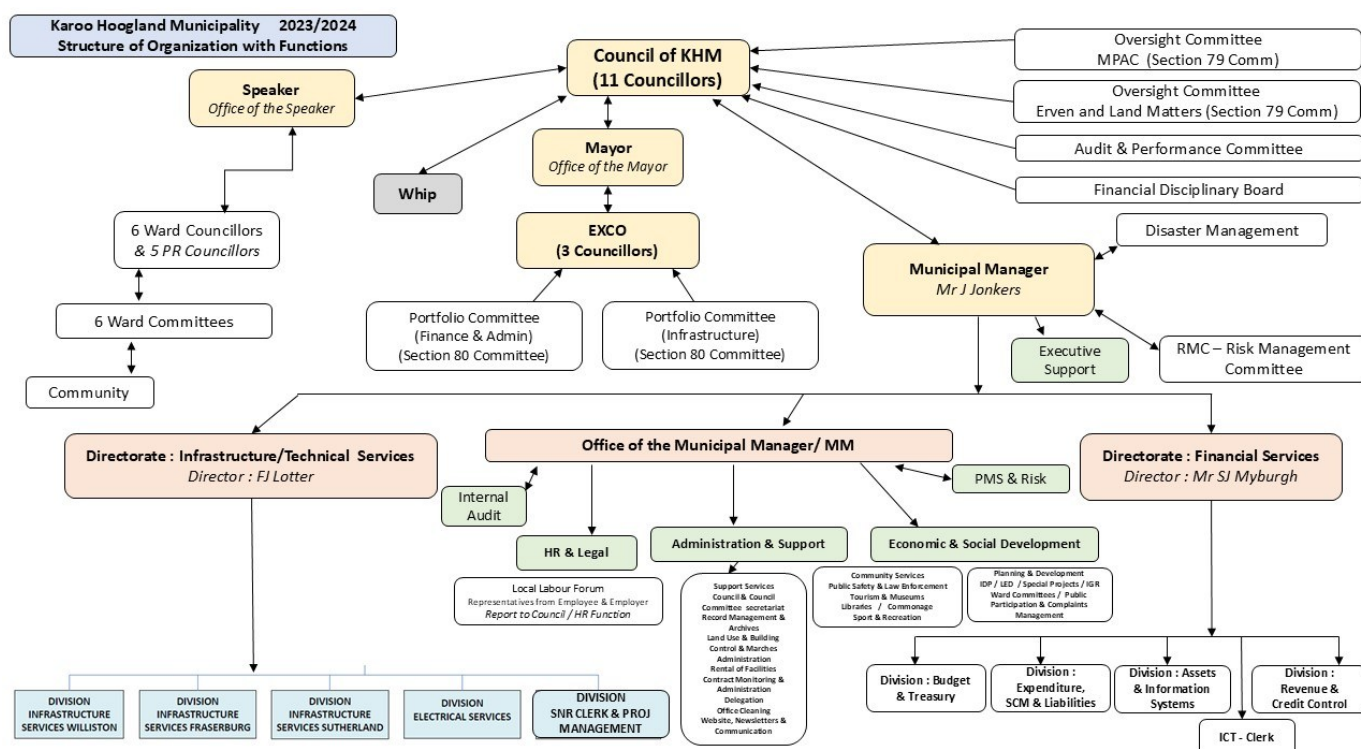 Karoo Hoogland Municipality 2023/2024
Structure of Organization with Functions
Council of KHM
(11 Councillors)
Oversight Committee
MPAC (Section 79 Comm)
Speaker
Office of the Speaker
Oversight Committee
Erven and Land Matters (Section 79 Comm)
Mayor
Office of the Mayor
Audit & Performance Committee
Whip
Financial Disciplinary Board
6 Ward Councillors
& 5 PR Councillors
EXCO
(3 Councillors)
Disaster Management
Municipal Manager
Mr J Jonkers
6 Ward Committees
Portfolio Committee
(Finance & Admin)
(Section 80 Committee)
Portfolio Committee
(Infrastructure)
(Section 80 Committee)
Executive
Support
RMC – Risk Management
Committee
Community
Directorate : Infrastructure/Technical Services
Director : FJ Lotter
Office of the Municipal Manager/ MM
Directorate : Financial Services
Director : Mr SJ Myburgh
Internal
Audit
PMS & Risk
HR & Legal
Administration & Support
Economic & Social Development
Local Labour Forum
Representatives from Employee & Employer
Report to Council / HR Function
Support Services
Council & Council
Committee secretariat
Record Management &
Archives
Land Use & Building
Control & Marches
Administration
Rental of Facilities
Contract Monitoring &
Administration
Delegation
Office Cleaning
Website, Newsletters &
Communication
Community Services
Public Safety & Law Enforcement
Tourism & Museums
Libraries / Commonage
Sport & Recreation
Planning & Development
IDP / LED / Special Projects / IGR
Ward Committees / Public
Participation & Complaints
Management
DIVISION
INFRASTRUCTURE
SERVICES WILLISTON
DIVISION
INFRASTRUCTURE
SERVICES FRASERBURG
DIVISION
INFRASTRUCTURE
SERVICES SUTHERLAND
DIVISION
ELECTRICAL SERVICES
DIVISION
SNR CLERK & PROJ
MANAGEMENT
Division : Budget
& Treasury
Division :
Expenditure,
SCM & Liabilities
Division : Assets
& Information
Systems
Division :
Revenue &
Credit Control
ICT - Clerk